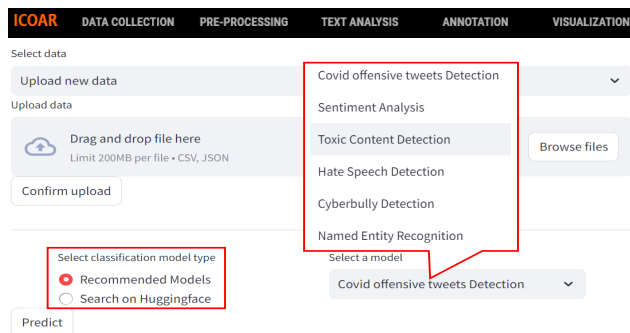 ICOAR DATA COLLECTION PRE-PROCESSING TEXT ANALYSIS ANNOTATION VISUALIZATION
Select data
Upload new data
Upload data
Drag and drop file here
Limit 200MB per file • CSV, JSON
Browse files
Confirm upload
Covid offensive tweets Detection
Sentiment Analysis
Toxic Content Detection
Hate Speech Detection
Cyberbully Detection
Named Entity Recognition
Select classification model type
Recommended Models
Search on Huggingface
Select a model
Covid offensive tweets Detection
Predict